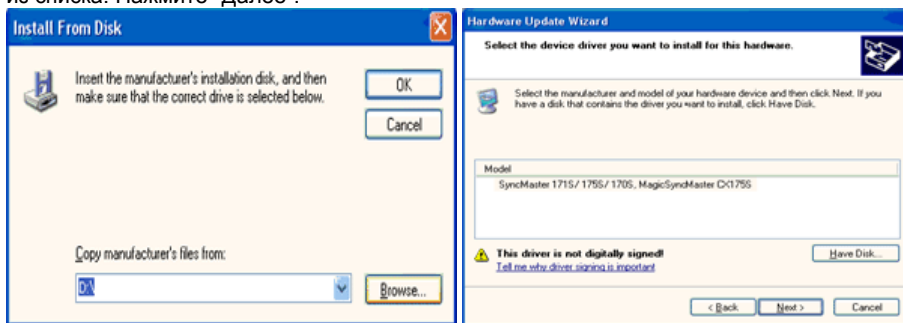 из списка. Нажмите "Далее".
Install From Disk
Insert the manufacturer's installation disk, and then
make sure that the correct drive is selected below.
OK
Cancel
Copy manufacturer's files from:
D:\
Browse...
Hardware Update Wizard
Select the device driver you want to install for this hardware.
Select the manufacturer and model of your hardware device and then click Next. If you
have a disk that contains the driver you want to install, click Have Disk.
Model
SyncMaster 171S/ 175S/ 170S, MagicSyncMaster CX175S
This driver is not digitally signed!
Tell me why driver signing is important
Have Disk...
< Back
Next >
Cancel